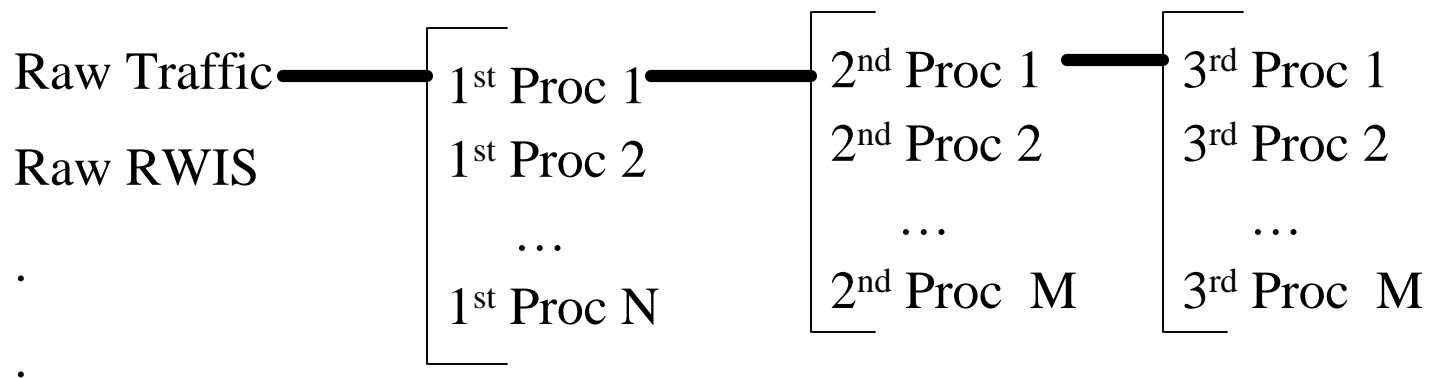 Raw Traffic
Raw RWIS
.
.
1st Proc 1
1st Proc 2
…
1st Proc N
2nd Proc 1
2nd Proc 2
…
2nd Proc M
3rd Proc 1
3rd Proc 2
…
3rd Proc M